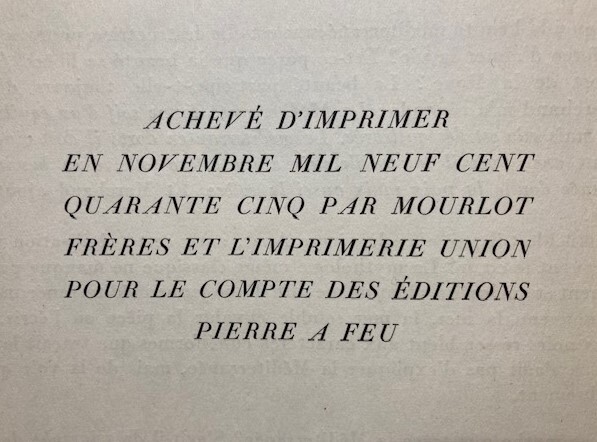 ACHEVÉ D'IMPRIMER
EN NOVEMBRE MIL NEUF CENT
QUARANTE CINQ PAR MOURLOT
FRÈRES ET L'IMPRIMERIE UNION
POUR LE COMPTE DES ÉDITIONS
PIERRE A FEU